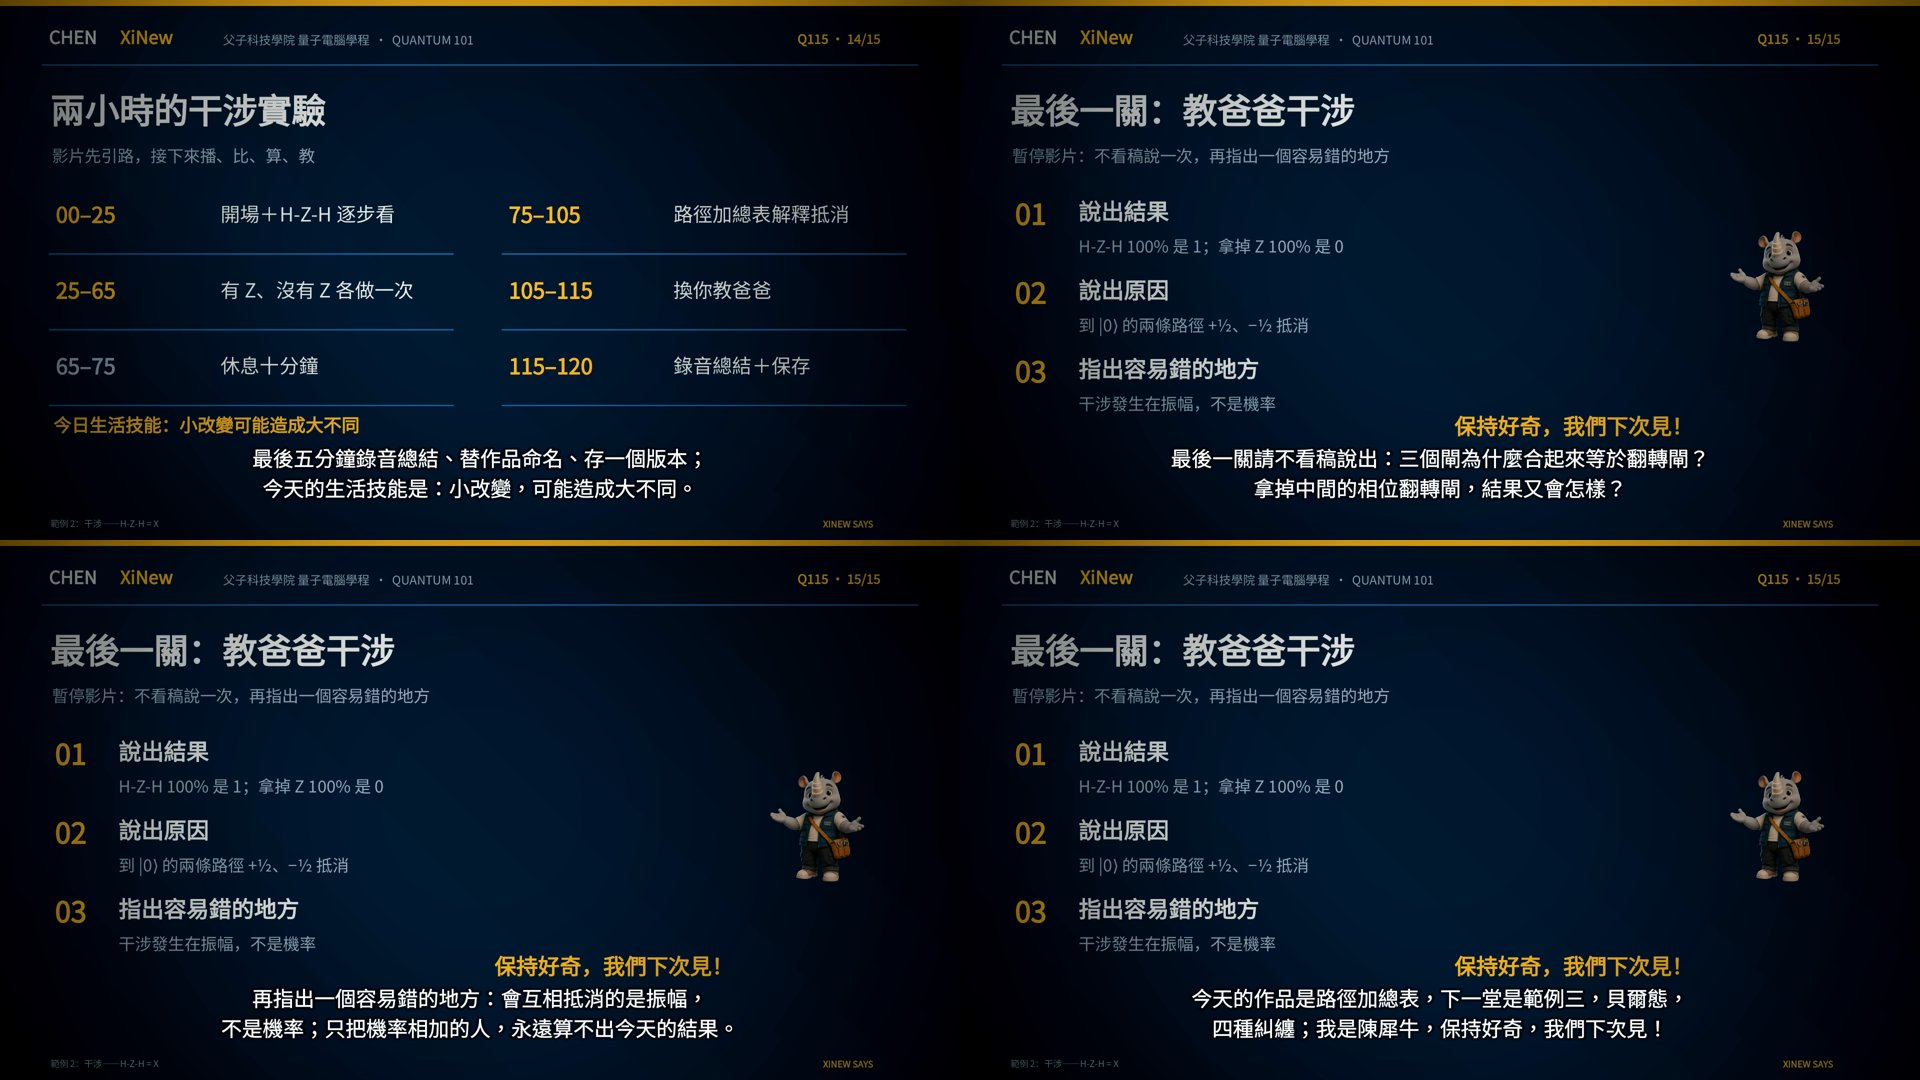 CHEN XiNew 父子科技學院 量子電腦學程 · QUANTUM 101 Q115 · 14/15
兩小時的干涉實驗
影片先引路，接下來播、比、算、教
00–25 開場＋H-Z-H 逐步看
75–105 路徑加總表解釋抵消
25–65 有 Z、沒有 Z 各做一次
105–115 換你教爸爸
65–75 休息十分鐘
115–120 錄音總結＋保存
今日生活技能：小改變可能造成大不同
最後五分鐘錄音總結、替作品命名、存一個版本；
今天的生活技能是：小改變，可能造成大不同。
範例 2：干涉——H-Z-H = X XINEW SAYS
CHEN XiNew 父子科技學院 量子電腦學程 · QUANTUM 101 Q115 · 15/15
最後一關：教爸爸干涉
暫停影片：不看稿說一次，再指出一個容易錯的地方
01 說出結果
H-Z-H 100% 是 1；拿掉 Z 100% 是 0
02 說出原因
到 |0⟩ 的兩條路徑 +½、−½ 抵消
03 指出容易錯的地方
干涉發生在振幅，不是機率
保持好奇，我們下次見！
最後一關請不看稿說出：三個閘為什麼合起來等於翻轉閘？
拿掉中間的相位翻轉閘，結果又會怎樣？
範例 2：干涉——H-Z-H = X XINEW SAYS
CHEN XiNew 父子科技學院 量子電腦學程 · QUANTUM 101 Q115 · 15/15
最後一關：教爸爸干涉
暫停影片：不看稿說一次，再指出一個容易錯的地方
01 說出結果
H-Z-H 100% 是 1；拿掉 Z 100% 是 0
02 說出原因
到 |0⟩ 的兩條路徑 +½、−½ 抵消
03 指出容易錯的地方
干涉發生在振幅，不是機率
保持好奇，我們下次見！
再指出一個容易錯的地方：會互相抵消的是振幅，
不是機率；只把機率相加的人，永遠算不出今天的結果。
範例 2：干涉——H-Z-H = X XINEW SAYS
CHEN XiNew 父子科技學院 量子電腦學程 · QUANTUM 101 Q115 · 15/15
最後一關：教爸爸干涉
暫停影片：不看稿說一次，再指出一個容易錯的地方
01 說出結果
H-Z-H 100% 是 1；拿掉 Z 100% 是 0
02 說出原因
到 |0⟩ 的兩條路徑 +½、−½ 抵消
03 指出容易錯的地方
干涉發生在振幅，不是機率
保持好奇，我們下次見！
今天的作品是路徑加總表，下一堂是範例三，貝爾態，
四種糾纏；我是陳犀牛，保持好奇，我們下次見！
範例 2：干涉——H-Z-H = X XINEW SAYS